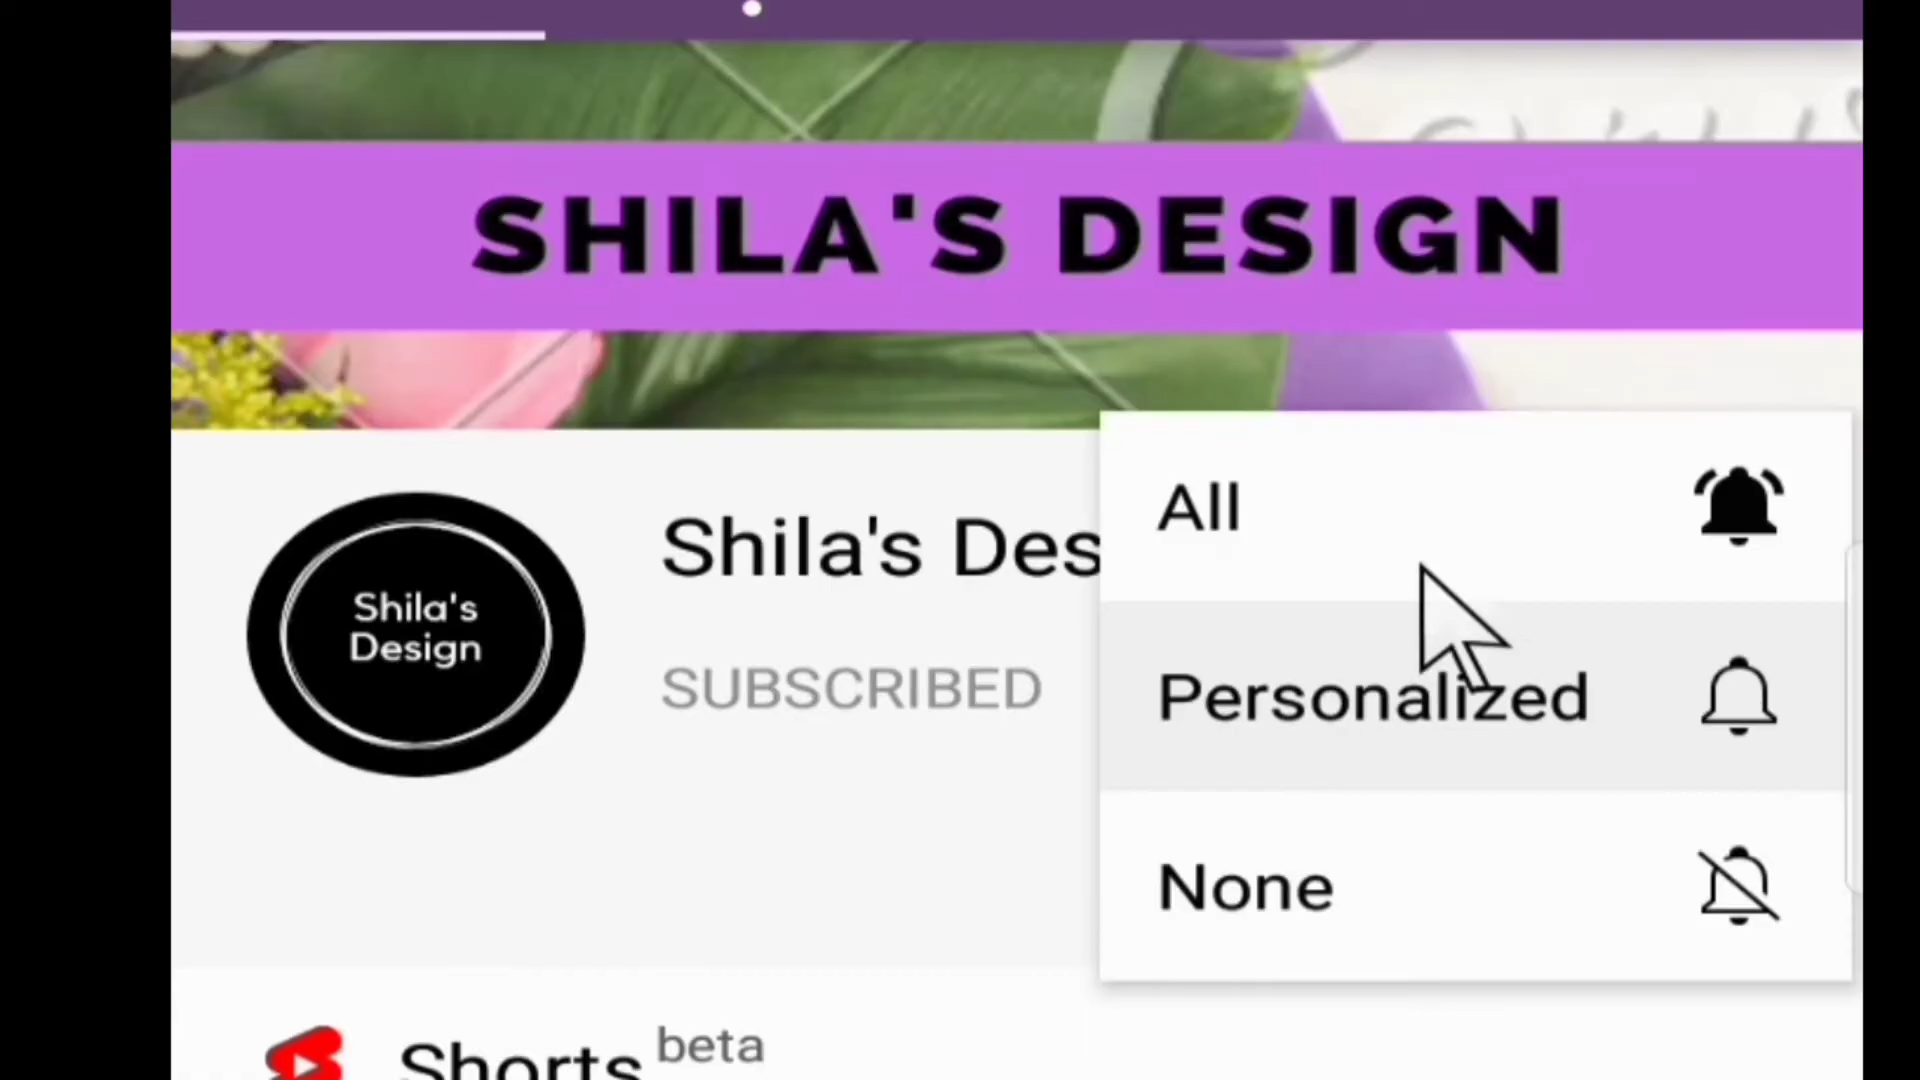 SHILA'S DESIGN
Shila's Des
Shila's
Design
SUBSCRIBED
All
Personalized
None
Shorts beta